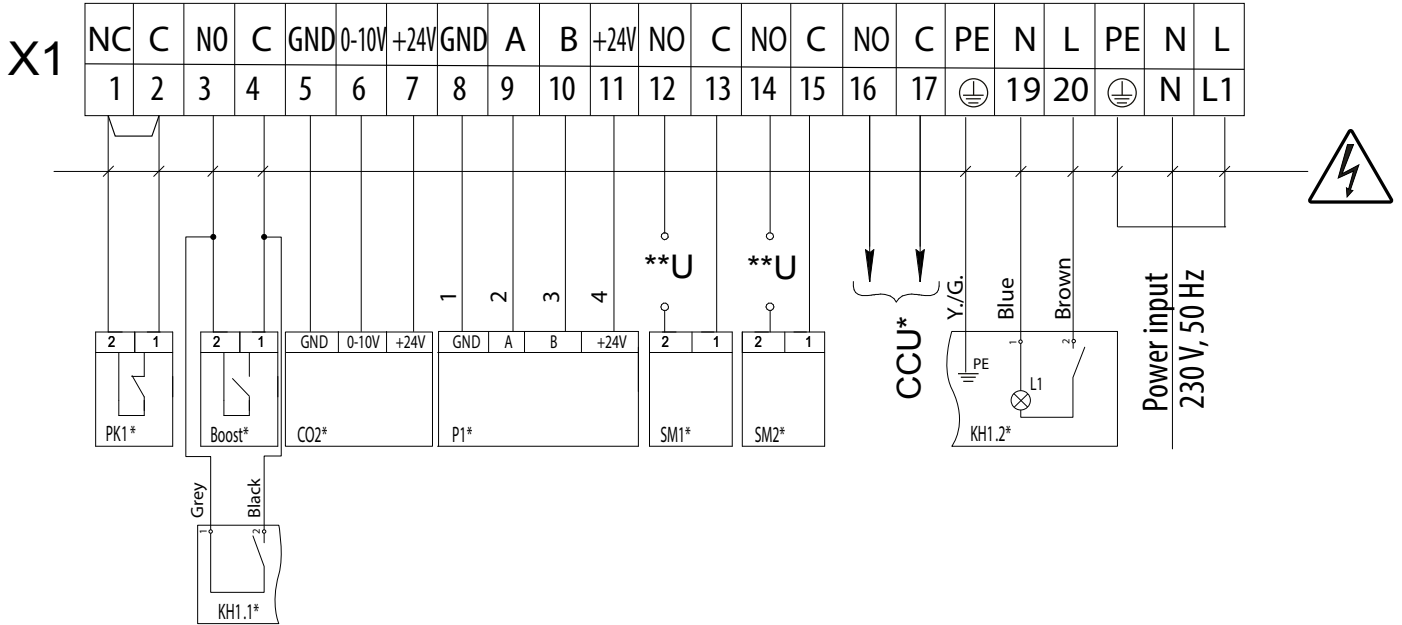 X1
NC C N0 C GND 0-10V +24V GND A B +24V NO C NO C NO C PE N L PE N L
1 2 3 4 5 6 7 8 9 10 11 12 13 14 15 16 17 19 20 N L1
**U **U
1 2 3 4
CCU*
Y./G.
Blue
Brown
Power input
230 V, 50 Hz
2 1
PK1*
2 1
Boost*
GND 0-10V +24V
CO2*
GND A B +24V
P1*
2 1
SM1*
2 1
SM2*
1 2
PE
L1
KH1.2*
Grey
Black
1 2
KH1.1*